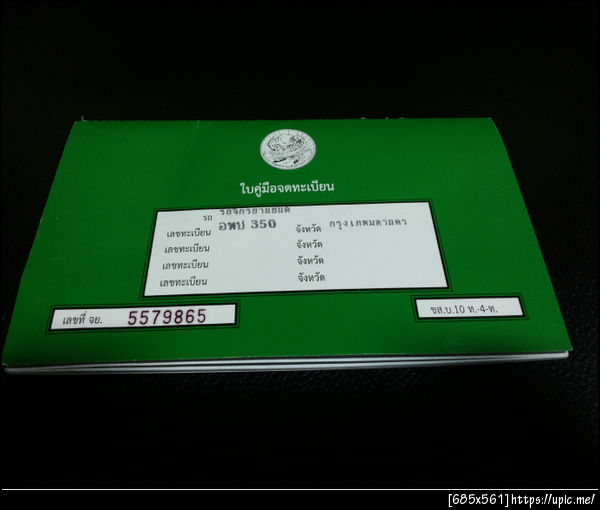 ใบคู่มือจดทะเบียน
รถ รถจักรยานยนต์
เลขทะเบียน อพป 350 จังหวัด กรุงเทพมหานคร
เลขทะเบียน จังหวัด
เลขทะเบียน จังหวัด
เลขทะเบียน จังหวัด
เลขที่ จย. 5579865
ขส.บ.10 ท.-4-ท.
[685x561]https://upic.me/